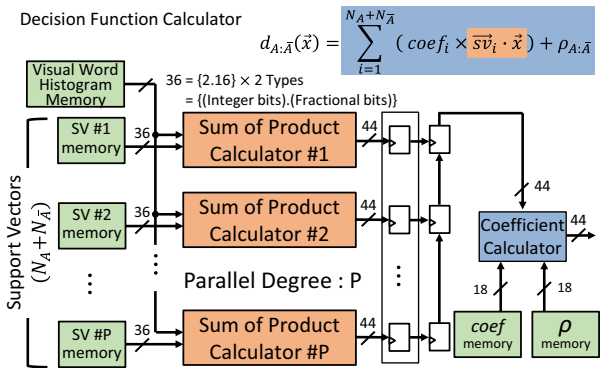 Decision Function Calculator
d_{A:Ā}(x⃗) = ∑_{i=1}^{N_A+N_Ā} ( coef_i × s⃗v⃗_i · x⃗ ) + ρ_{A:Ā}
Visual Word
Histogram
Memory
36 = {2.16} × 2 Types
= {(Integer bits).(Fractional bits)}
Support Vectors
(N_A+N_Ā)
SV #1
memory
36
36
Sum of Product
Calculator #1
44
SV #2
memory
36
Sum of Product
Calculator #2
44
44
Coefficient
Calculator
44
...
...
Parallel Degree : P
...
18
18
SV #P
memory
36
Sum of Product
Calculator #P
44
coef
memory
ρ
memory